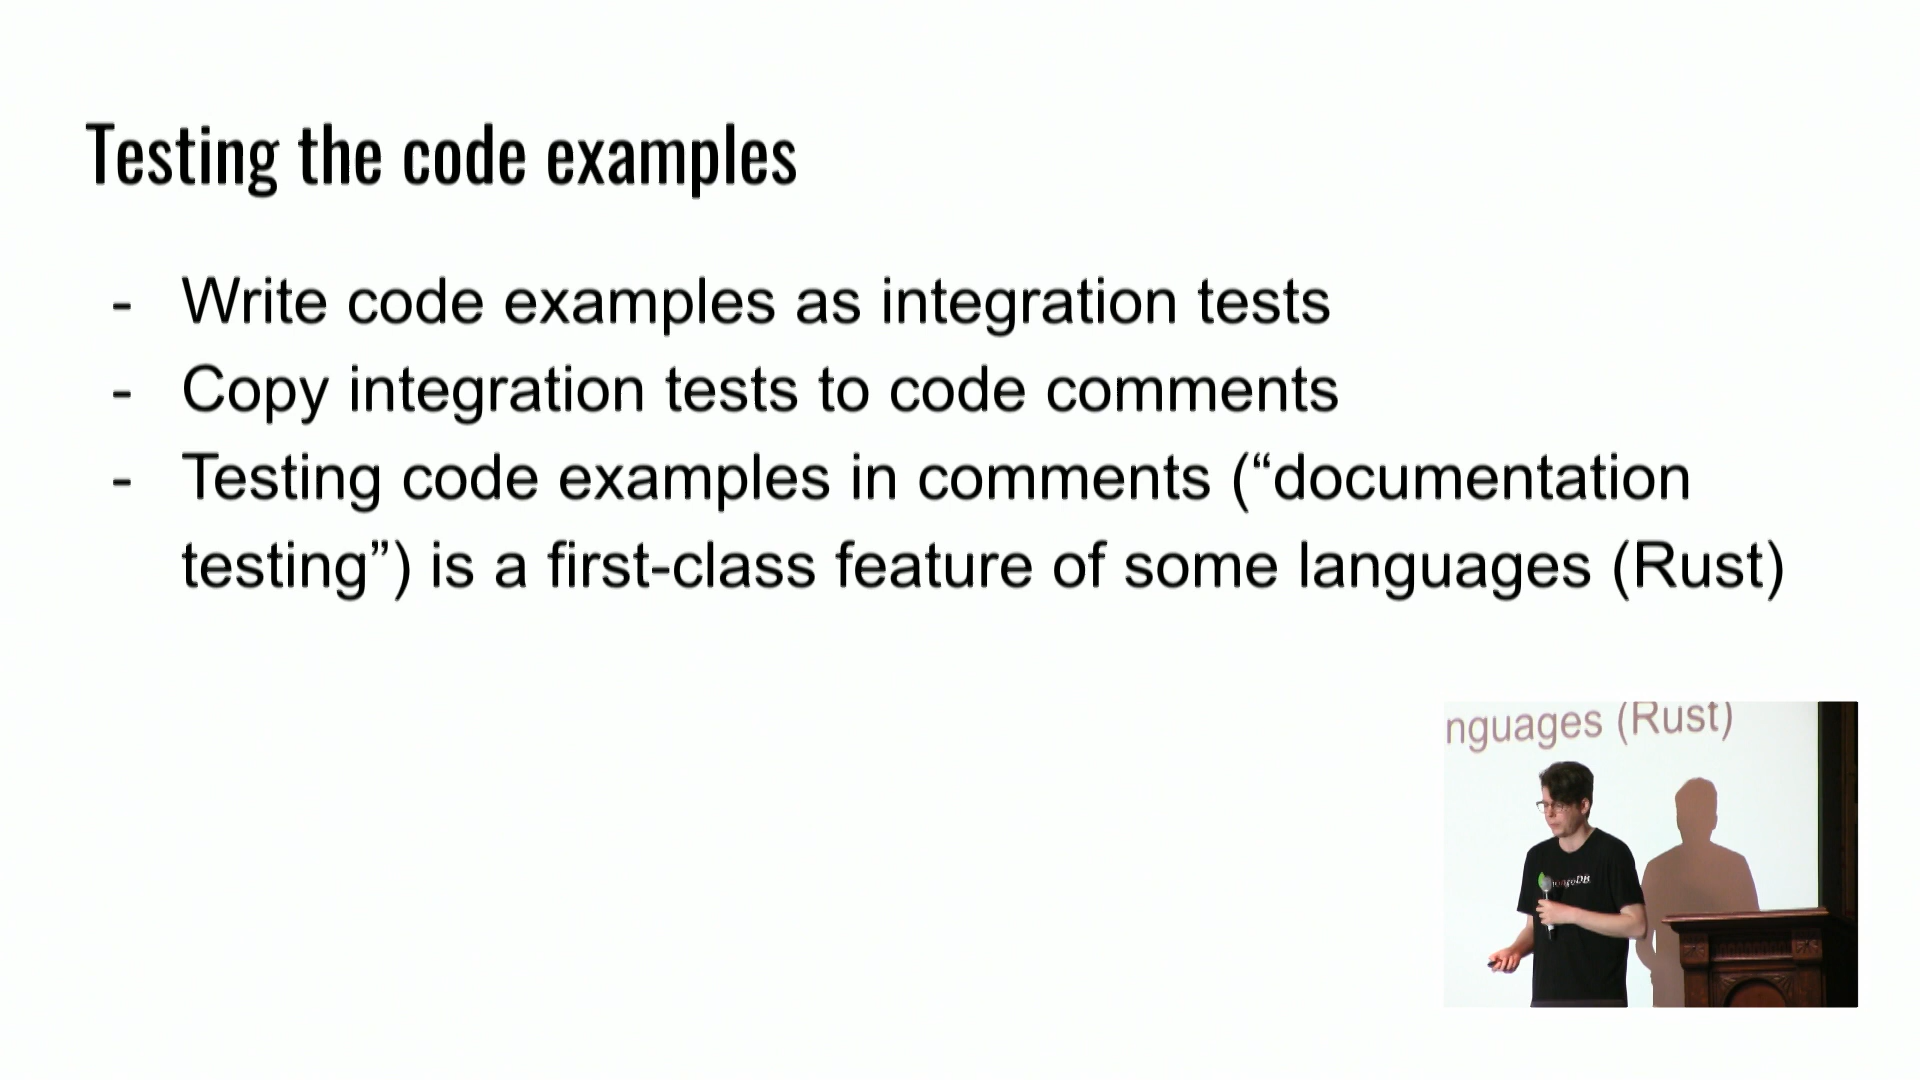 Testing the code examples
- Write code examples as integration tests
- Copy integration tests to code comments
- Testing code examples in comments (“documentation
testing”) is a first-class feature of some languages (Rust)
nguages (Rust)
mongoDB